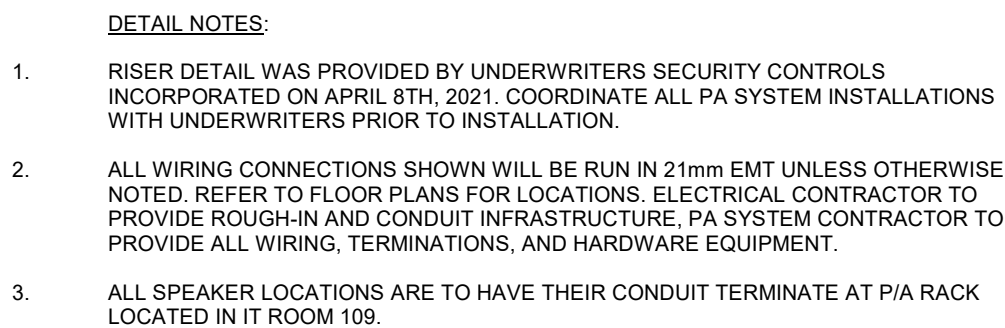 DETAIL NOTES:
1. RISER DETAIL WAS PROVIDED BY UNDERWRITERS SECURITY CONTROLS
INCORPORATED ON APRIL 8TH, 2021. COORDINATE ALL PA SYSTEM INSTALLATIONS
WITH UNDERWRITERS PRIOR TO INSTALLATION.
2. ALL WIRING CONNECTIONS SHOWN WILL BE RUN IN 21mm EMT UNLESS OTHERWISE
NOTED. REFER TO FLOOR PLANS FOR LOCATIONS. ELECTRICAL CONTRACTOR TO
PROVIDE ROUGH-IN AND CONDUIT INFRASTRUCTURE, PA SYSTEM CONTRACTOR TO
PROVIDE ALL WIRING, TERMINATIONS, AND HARDWARE EQUIPMENT.
3. ALL SPEAKER LOCATIONS ARE TO HAVE THEIR CONDUIT TERMINATE AT P/A RACK
LOCATED IN IT ROOM 109.